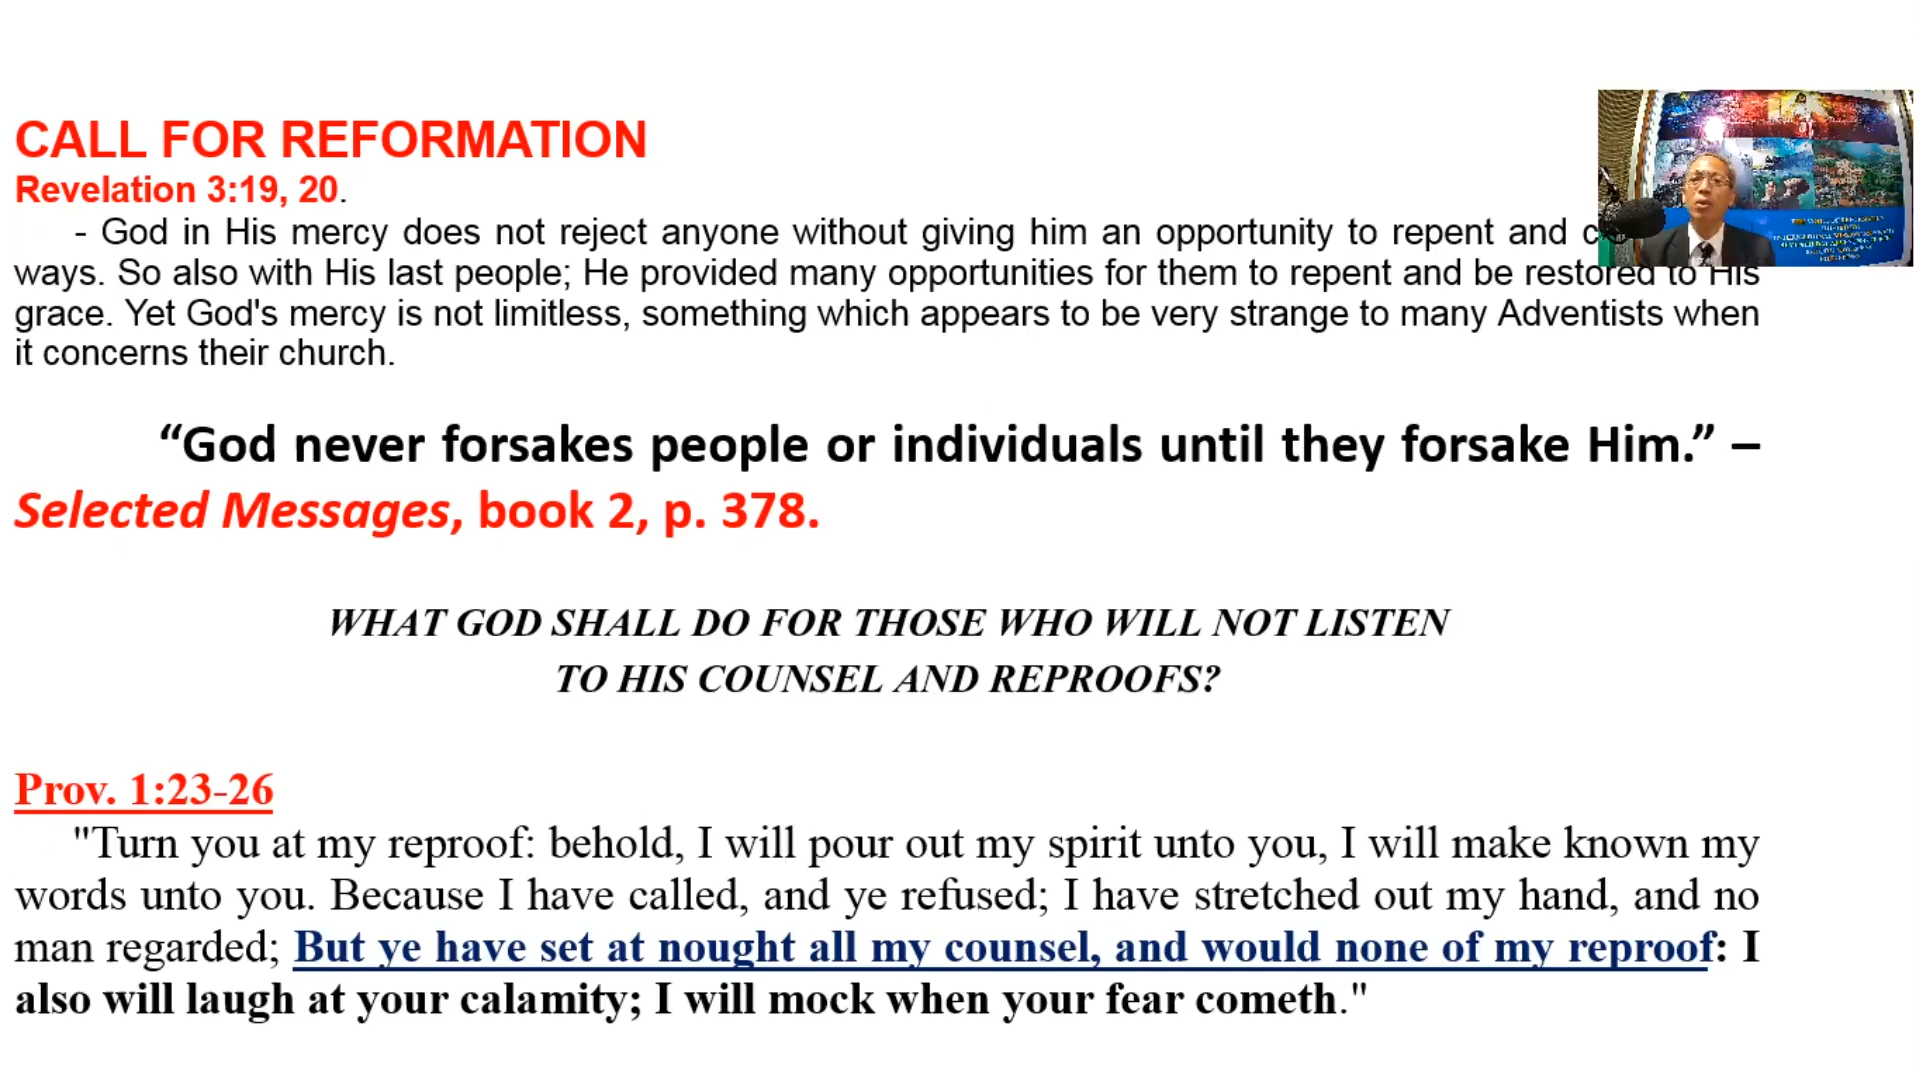 CALL FOR REFORMATION
Revelation 3:19, 20.
- God in His mercy does not reject anyone without giving him an opportunity to repent and
ways. So also with His last people; He provided many opportunities for them to repent and be restored to His
grace. Yet God's mercy is not limitless, something which appears to be very strange to many Adventists when
it concerns their church.
“God never forsakes people or individuals until they forsake Him.” –
Selected Messages, book 2, p. 378.
WHAT GOD SHALL DO FOR THOSE WHO WILL NOT LISTEN
TO HIS COUNSEL AND REPROOFS?
Prov. 1:23-26
"Turn you at my reproof: behold, I will pour out my spirit unto you, I will make known my
words unto you. Because I have called, and ye refused; I have stretched out my hand, and no
man regarded; But ye have set at nought all my counsel, and would none of my reproof: I
also will laugh at your calamity; I will mock when your fear cometh."